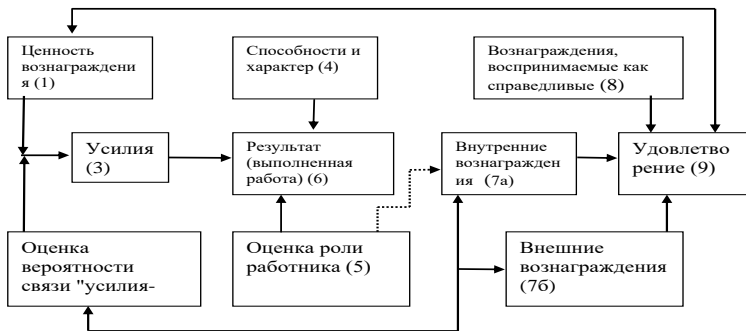 Ценность
вознаграждени
я (1)
Способности и
характер (4)
Вознаграждения,
воспринимаемые как
справедливые (8)
Усилия
(3)
Результат
(выполненная
работа) (6)
Внутренние
вознагражден
ия (7а)
Удовлетво
рение (9)
Оценка
вероятности
связи "усилия-
Оценка роли
работника (5)
Внешние
вознаграждения
(7б)